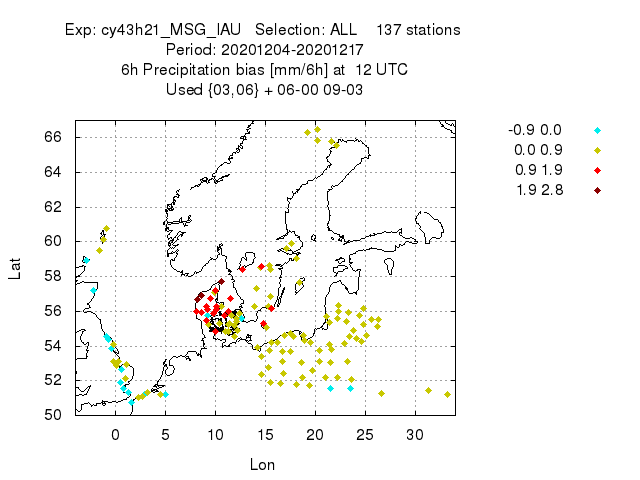 Exp: cy43h21_MSG_IAU Selection: ALL 137 stations
Period: 20201204-20201217
6h Precipitation bias [mm/6h] at 12 UTC
Used {03,06} + 06-00 09-03
-0.9 0.0
0.0 0.9
0.9 1.9
1.9 2.8
66
64
62
60
58
56
54
52
50
Lat
0 5 10 15 20 25 30
Lon